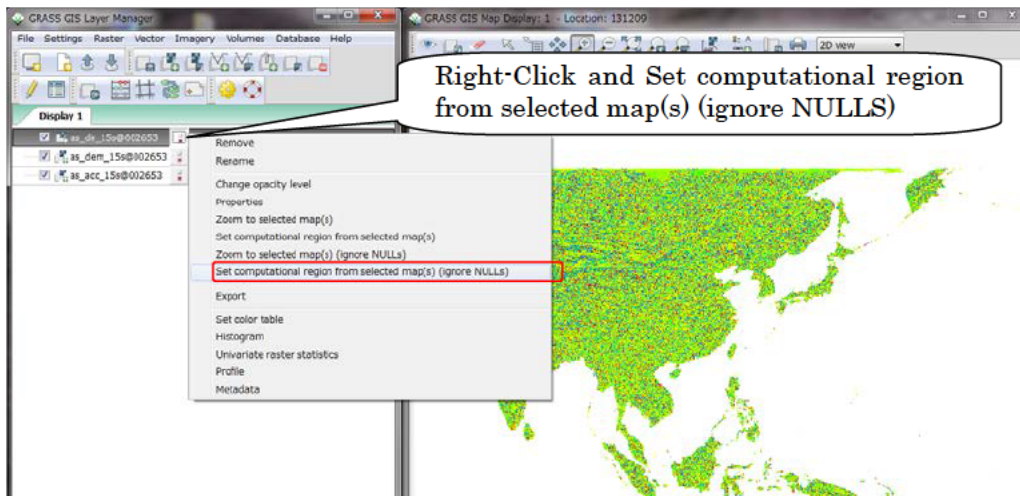 GRASS GIS Layer Manager
File Settings Raster Vector Imagery Volumes Database Help
Display 1
as_dir_15s@002653
as_dem_15s@002653
as_acc_15s@002653
GRASS GIS Map Display: 1 - Location: 131209
2D view
Right-Click and Set computational region
from selected map(s) (ignore NULLS)
Remove
Rename
Change opacity level
Properties
Zoom to selected map(s)
Set computational region from selected map(s)
Zoom to selected map(s) (ignore NULLs)
Set computational region from selected map(s) (ignore NULLs)
Export
Set color table
Histogram
Univariate raster statistics
Profile
Metadata